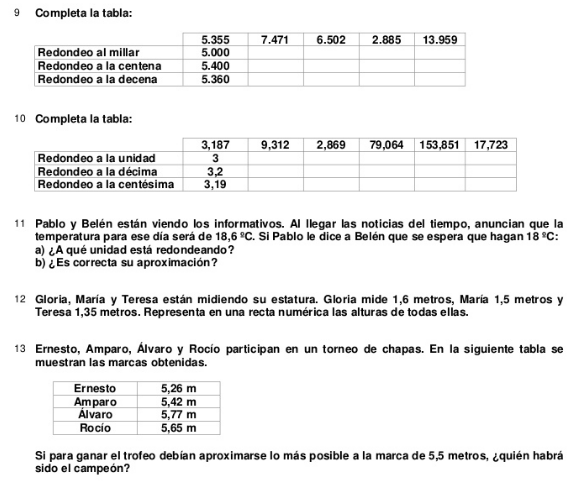 9 Completa la tabla:
5.355 7.471 6.502 2.885 13.959
Redondeo al millar 5.000
Redondeo a la centena 5.400
Redondeo a la decena 5.360
10 Completa la tabla:
3,187 9,312 2,869 79,064 153,851 17,723
Redondeo a la unidad 3
Redondeo a la décima 3,2
Redondeo a la centésima 3,19
11 Pablo y Belén están viendo los informativos. Al llegar las noticias del tiempo, anuncian que la
temperatura para ese día será de 18,6 ºC. Si Pablo le dice a Belén que se espera que hagan 18 ºC:
a) ¿A qué unidad está redondeando?
b) ¿Es correcta su aproximación?
12 Gloria, María y Teresa están midiendo su estatura. Gloria mide 1,6 metros, María 1,5 metros y
Teresa 1,35 metros. Representa en una recta numérica las alturas de todas ellas.
13 Ernesto, Amparo, Álvaro y Rocío participan en un torneo de chapas. En la siguiente tabla se
muestran las marcas obtenidas.
Ernesto 5,26 m
Amparo 5,42 m
Álvaro 5,77 m
Rocío 5,65 m
Si para ganar el trofeo debían aproximarse lo más posible a la marca de 5,5 metros, ¿quién habrá
sido el campeón?